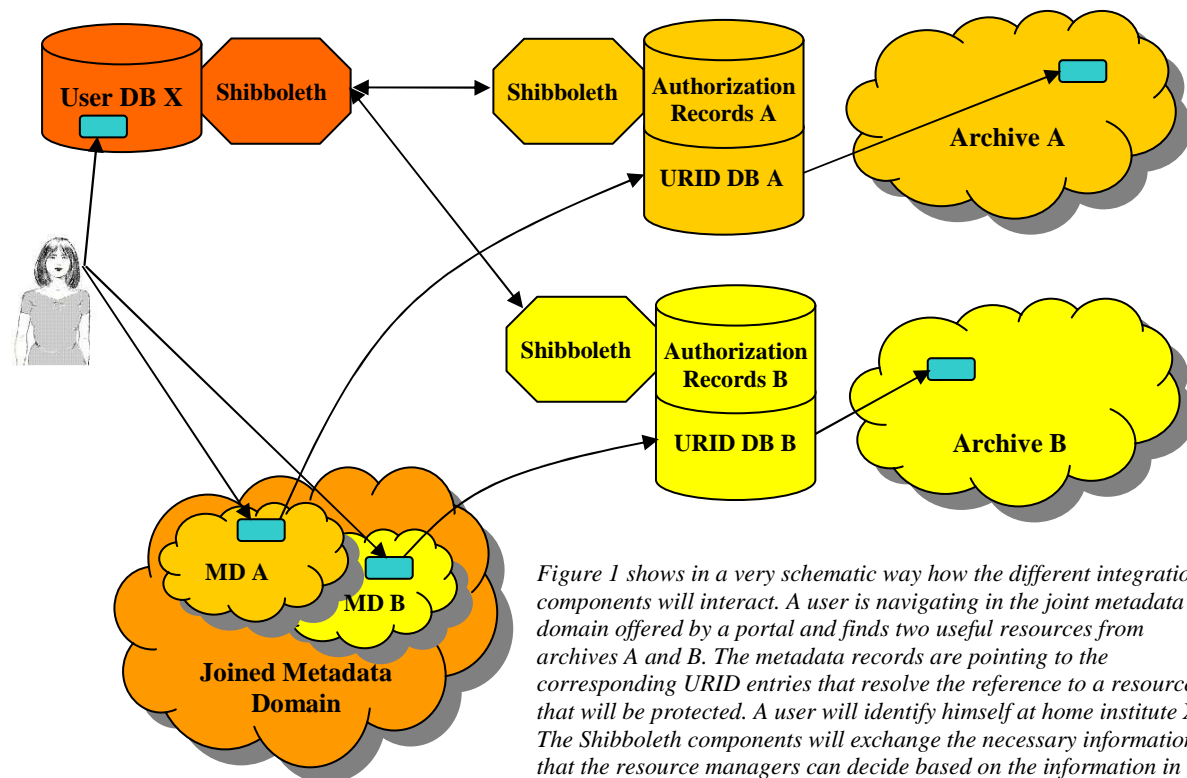 User DB X
Shibboleth
Shibboleth
Authorization
Records A
URID DB A
Archive A
Shibboleth
Authorization
Records B
URID DB B
Archive B
MD A
MD B
Joined Metadata
Domain
Figure 1 shows in a very schematic way how the different integratio
components will interact. A user is navigating in the joint metadata
domain offered by a portal and finds two useful resources from
archives A and B. The metadata records are pointing to the
corresponding URID entries that resolve the reference to a resource
that will be protected. A user will identify himself at home institute X
The Shibboleth components will exchange the necessary information
that the resource managers can decide based on the information in